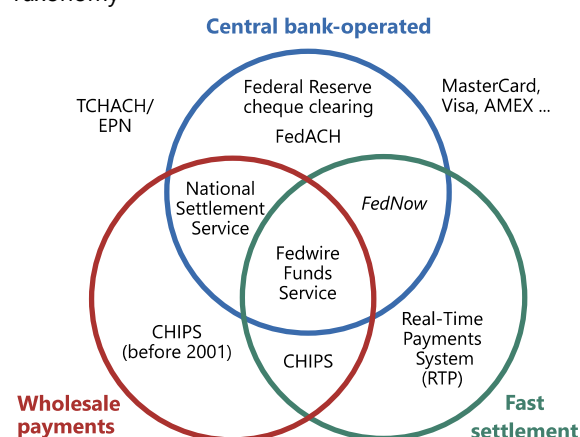 Taxonomy
Central bank-operated
Federal Reserve
cheque clearing
FedACH
TCHACH/
EPN
MasterCard,
Visa, AMEX ...
National
Settlement
Service
FedNow
Fedwire
Funds
Service
CHIPS
(before 2001)
CHIPS
Real-Time
Payments
System
(RTP)
Wholesale
payments
Fast
settlement